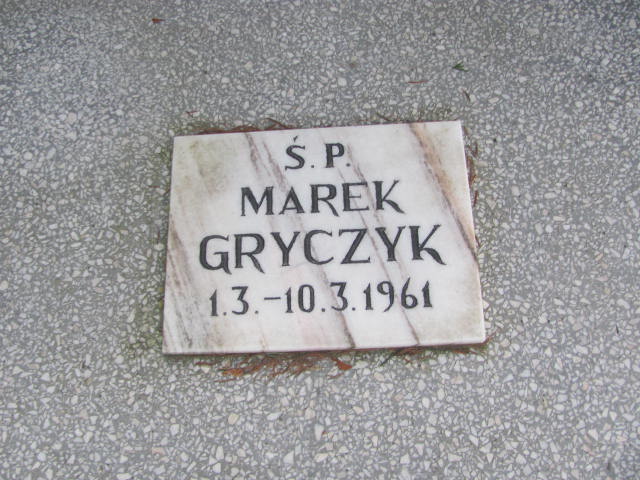 Ś.P.
MAREK
GRYCZYK
1.3.-10.3.1961